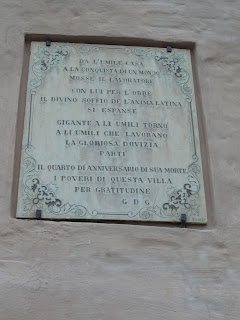 DA L'UMILE CASA
A LA CONQUISTA DI UN MONDO
MOSSE IL LAVORATORE
CON LUI PER L'ORBE
IL DIVINO SOFFIO DE L'ANIMA LATINA
SI ESPANSE
GIGANTE A LE UMILI TORNÒ
A LI UMILI CHE LAVORANO
LA GLORIOSA DOVIZIA
PARTÌ
IL QUARTO DI ANNIVERSARIO DI SUA MORTE
I POVERI DI QUESTA VILLA
PER GRATITUDINE
G D G